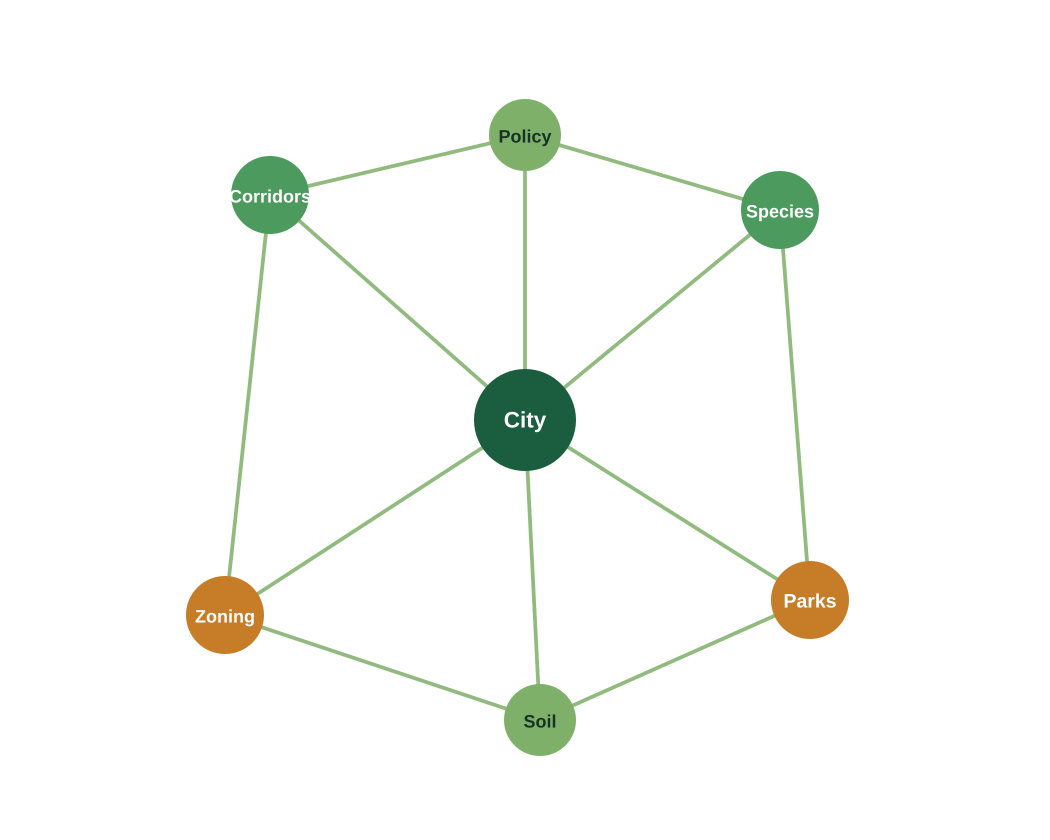 Policy
Corridors
Species
City
Zoning
Parks
Soil